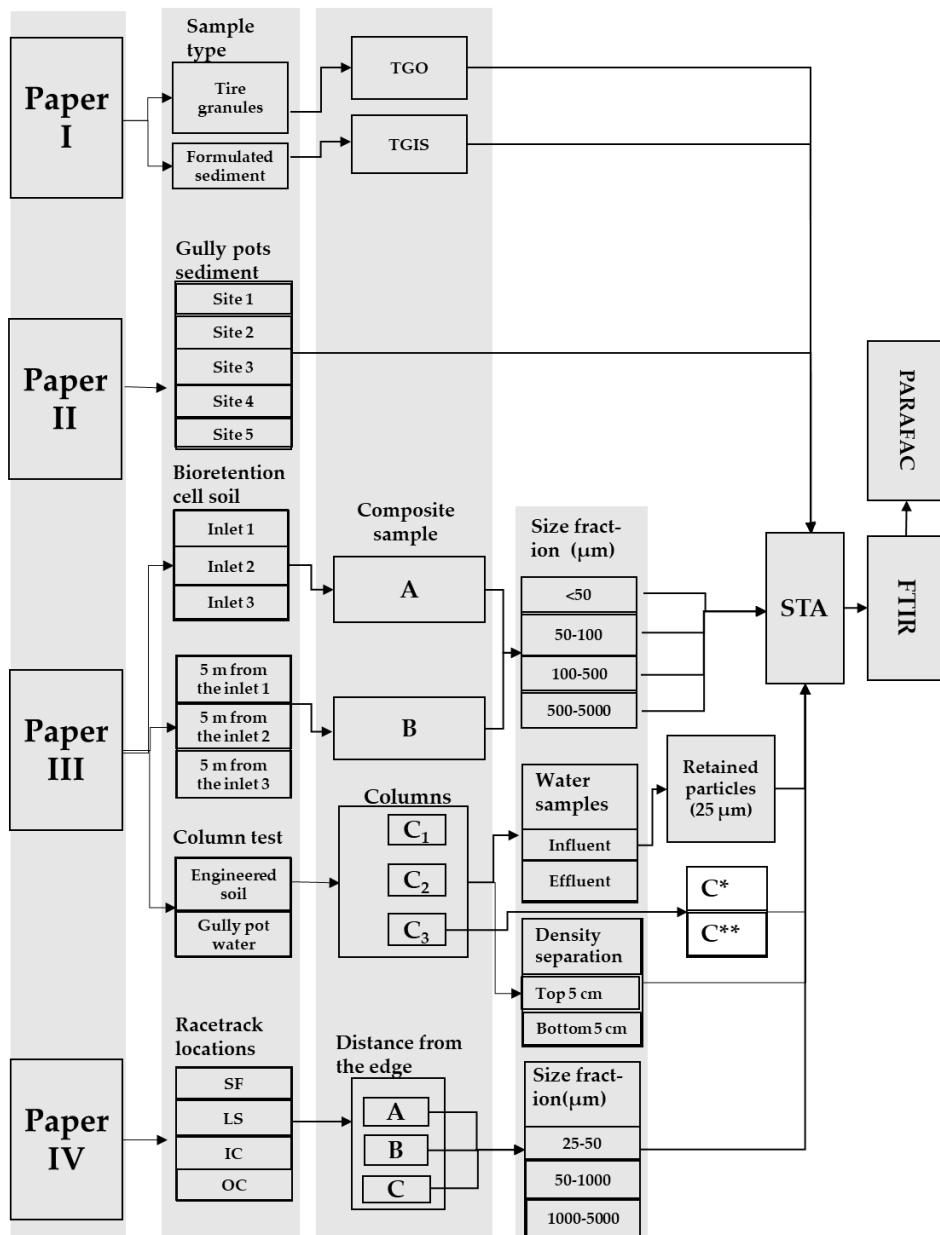 Paper
I
Sample
type
Tire
granules
Formulated
sediment
TGO
TGIS
Paper
II
Gully pots
sediment
Site 1
Site 2
Site 3
Site 4
Site 5
Paper
III
Bioretention
cell soil
Inlet 1
Inlet 2
Inlet 3
5 m from
the inlet 1
5 m from
the inlet 2
5 m from
the inlet 3
Column test
Engineered
soil
Gully pot
water
Composite
sample
A
B
Columns
C₁
C₂
C₃
Size fract-
ion (μm)
<50
50-100
100-500
500-5000
Water
samples
Influent
Effluent
Retained
particles
(25 μm)
C*
C**
Density
separation
Top 5 cm
Bottom 5 cm
Paper
IV
Racetrack
locations
SF
LS
IC
OC
Distance from
the edge
A
B
C
Size fract-
ion(μm)
25-50
50-1000
1000-5000
STA
FTIR
PARAFAC